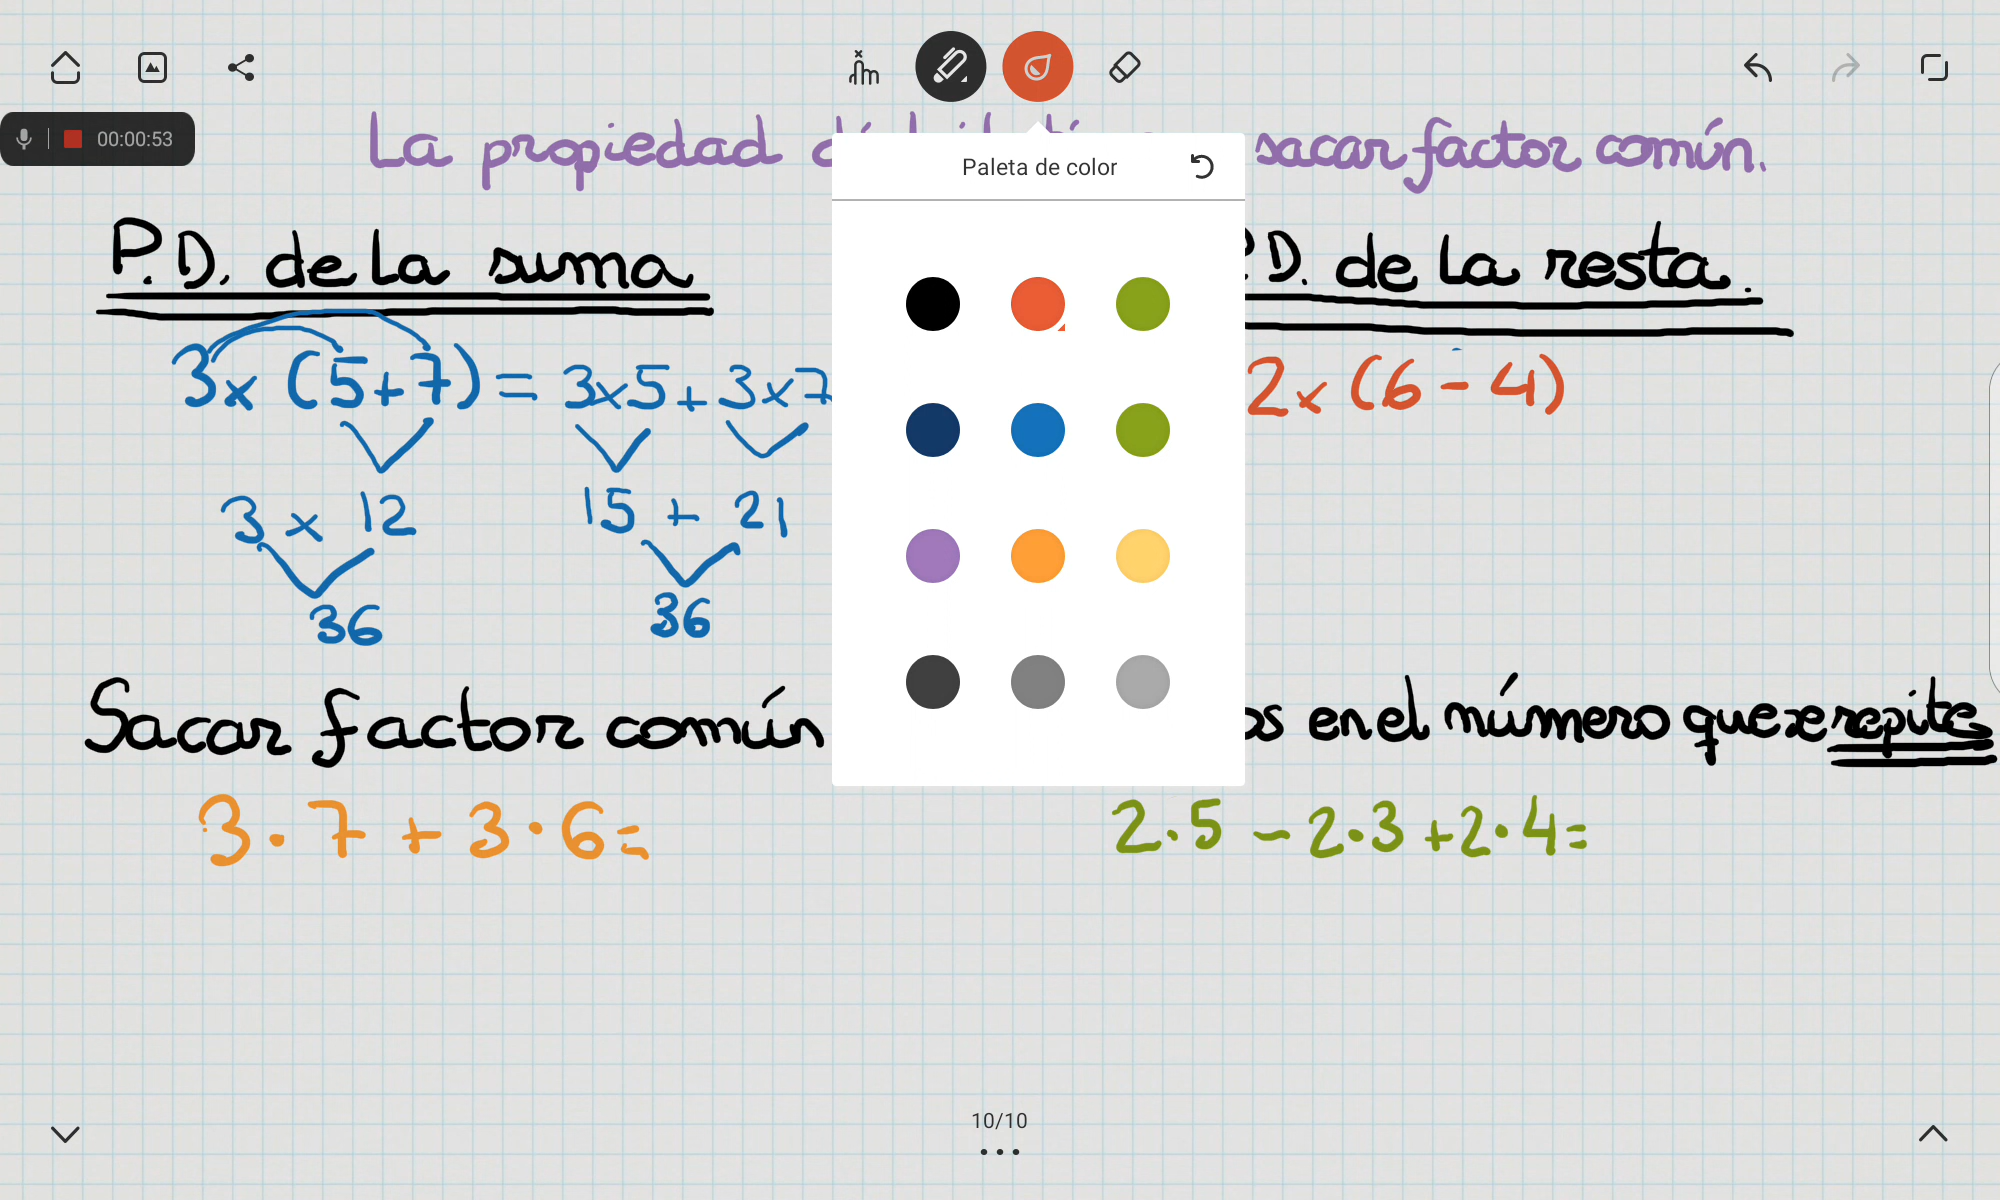 00:00:53
La propiedad sacar factor común.
Paleta de color
P.D. de la suma
D. de la resta.
3x (5+7) = 3x5 + 3x7
2x (6 - 4)
3 x 12
15 + 21
36
36
Sacar factor común
en el número que se repite
3·7 + 3·6=
2·5 - 2·3 + 2·4=
10/10